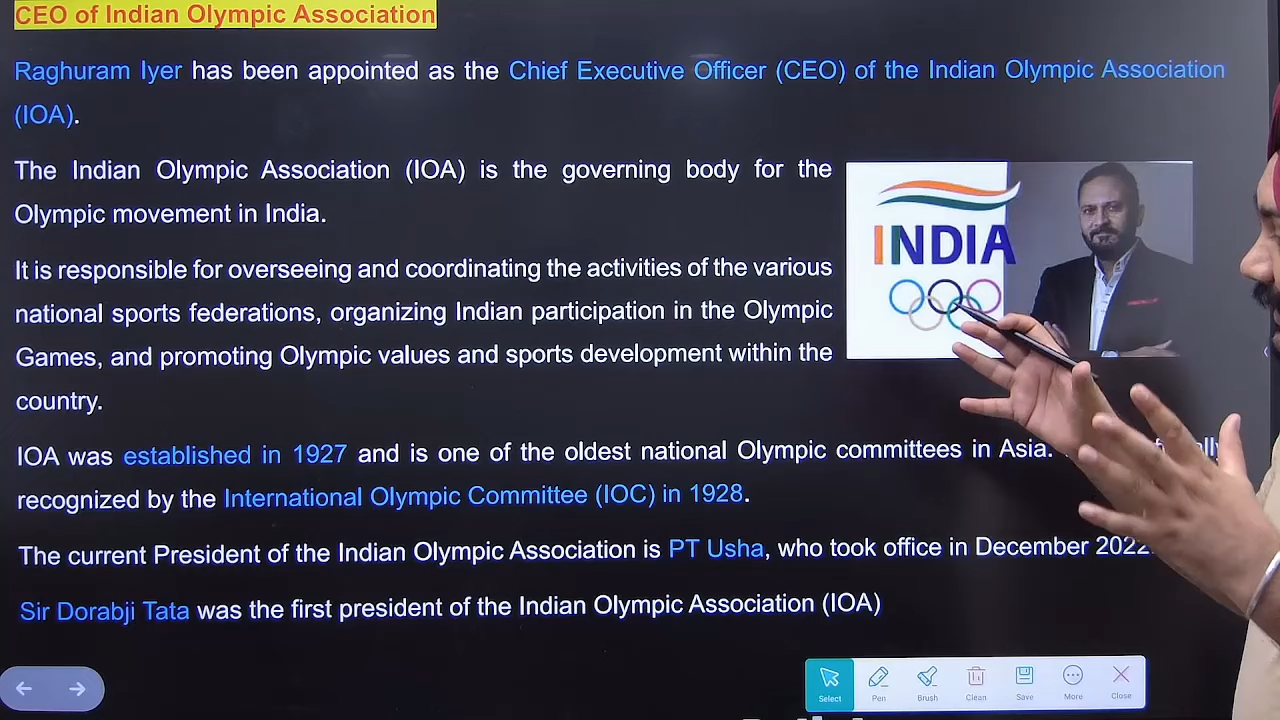 CEO of Indian Olympic Association
Raghuram Iyer has been appointed as the Chief Executive Officer (CEO) of the Indian Olympic Association
(IOA).
The Indian Olympic Association (IOA) is the governing body for the
Olympic movement in India.
It is responsible for overseeing and coordinating the activities of the various
national sports federations, organizing Indian participation in the Olympic
Games, and promoting Olympic values and sports development within the
country.
INDIA
IOA was established in 1927 and is one of the oldest national Olympic committees in Asia.
recognized by the International Olympic Committee (IOC) in 1928.
The current President of the Indian Olympic Association is PT Usha, who took office in December 2022.
Sir Dorabji Tata was the first president of the Indian Olympic Association (IOA)
Select Pen Brush Clean Save More Close